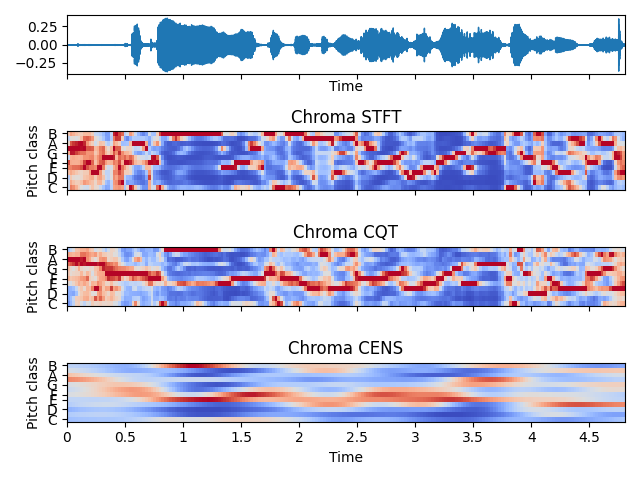 0.25
0.00
−0.25
Time
Chroma STFT
Pitch class
B
A
G
F
E
D
C
Chroma CQT
Pitch class
B
A
G
F
E
D
C
Chroma CENS
Pitch class
B
A
G
F
E
D
C
0 0.5 1 1.5 2 2.5 3 3.5 4 4.5
Time